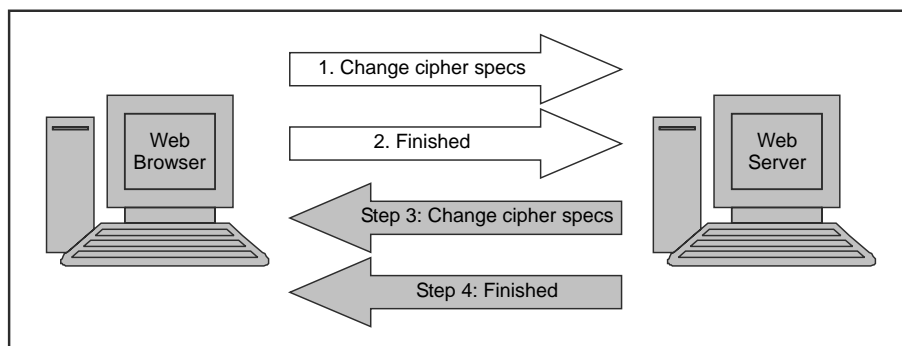 1. Change cipher specs
Web
Browser
2. Finished
Web
Server
Step 3: Change cipher specs
Step 4: Finished